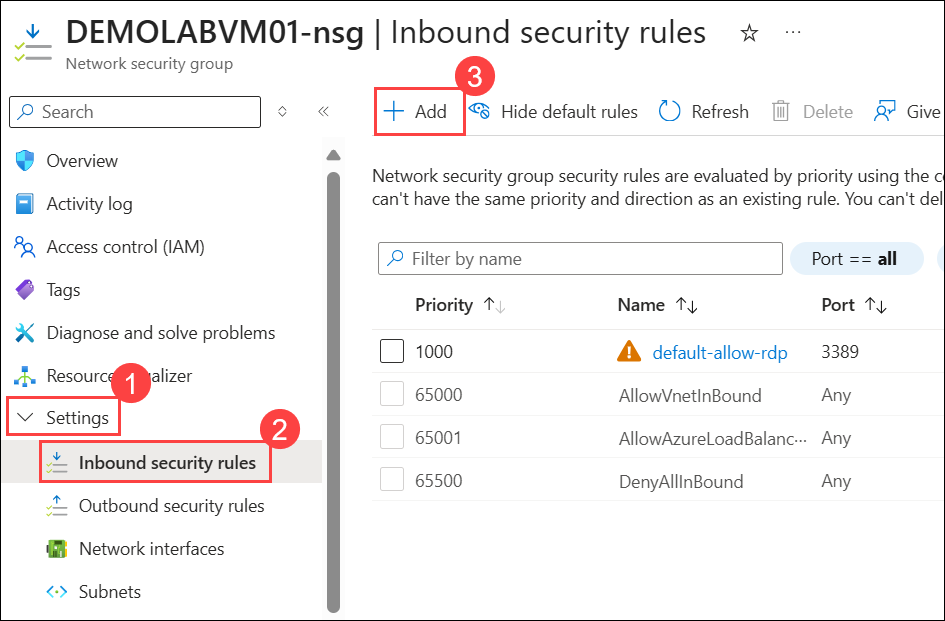 DEMOLABVM01-nsg | Inbound security rules ☆ ···
Network security group
3
Search
Add
Hide default rules
Refresh
Delete
Give
Overview
Activity log
Access control (IAM)
Tags
Diagnose and solve problems
Resource alizer
1
Settings
2
Inbound security rules
Outbound security rules
Network interfaces
Subnets
Network security group security rules are evaluated by priority using the c
can't have the same priority and direction as an existing rule. You can't del
Filter by name
Port == all
Priority ↑↓ Name ↑↓ Port ↑↓
1000 default-allow-rdp 3389
65000 AllowVnetInBound Any
65001 AllowAzureLoadBalanc··· Any
65500 DenyAllInBound Any